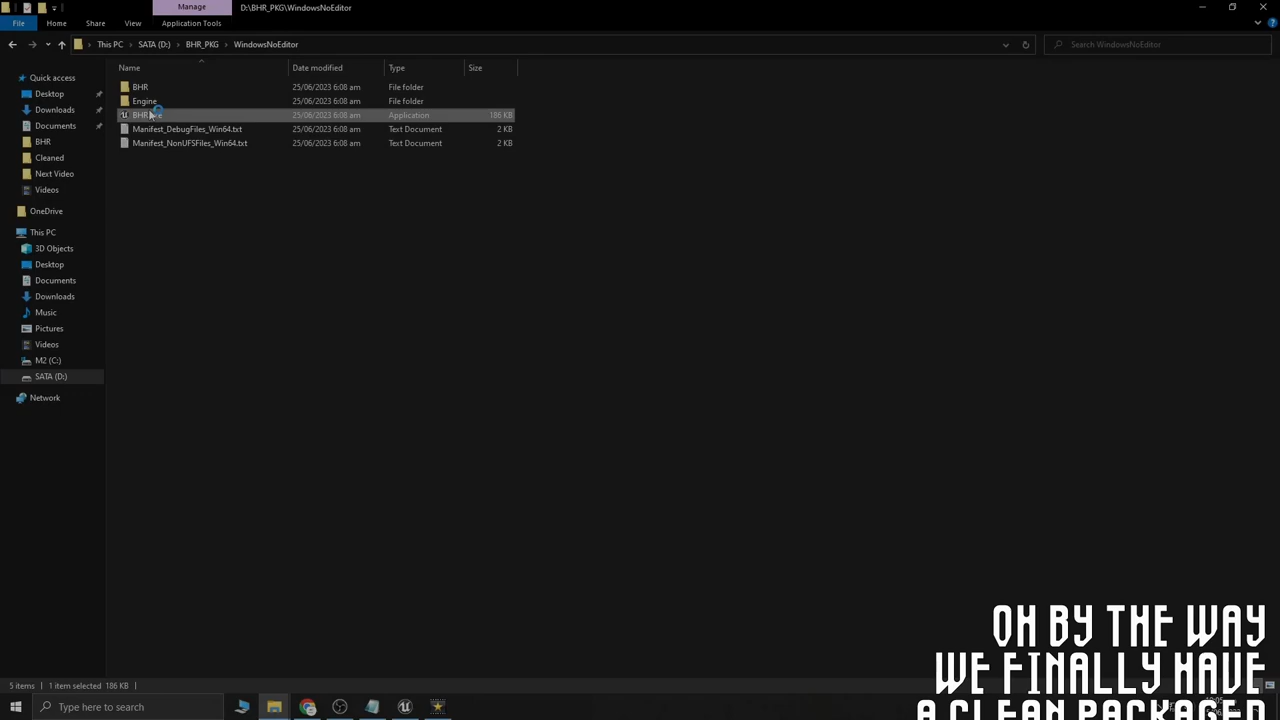 Manage
D:\BHR_PKG\WindowsNoEditor
File
Home
Share
View
Application Tools
This PC
SATA (D:)
BHR_PKG
WindowsNoEditor
Search WindowsNoEditor
Name
Date modified
Type
Size
Quick access
Desktop
Downloads
Documents
BHR
Cleaned
Next Video
Videos
OneDrive
This PC
3D Objects
Desktop
Documents
Downloads
Music
Pictures
Videos
M2 (C:)
SATA (D:)
Network
BHR 25/06/2023 6:08 am File folder
Engine 25/06/2023 6:08 am File folder
25/06/2023 6:08 am Application 186 KB
Manifest_DebugFiles_Win64.txt 25/06/2023 6:08 am Text Document 2 KB
Manifest_NonUFSFiles_Win64.txt 25/06/2023 6:08 am Text Document 2 KB
OH BY THE WAY
WE FINALLY HAVE
A CLEAN PACKAGED
5 items
1 item selected 186 KB
Type here to search